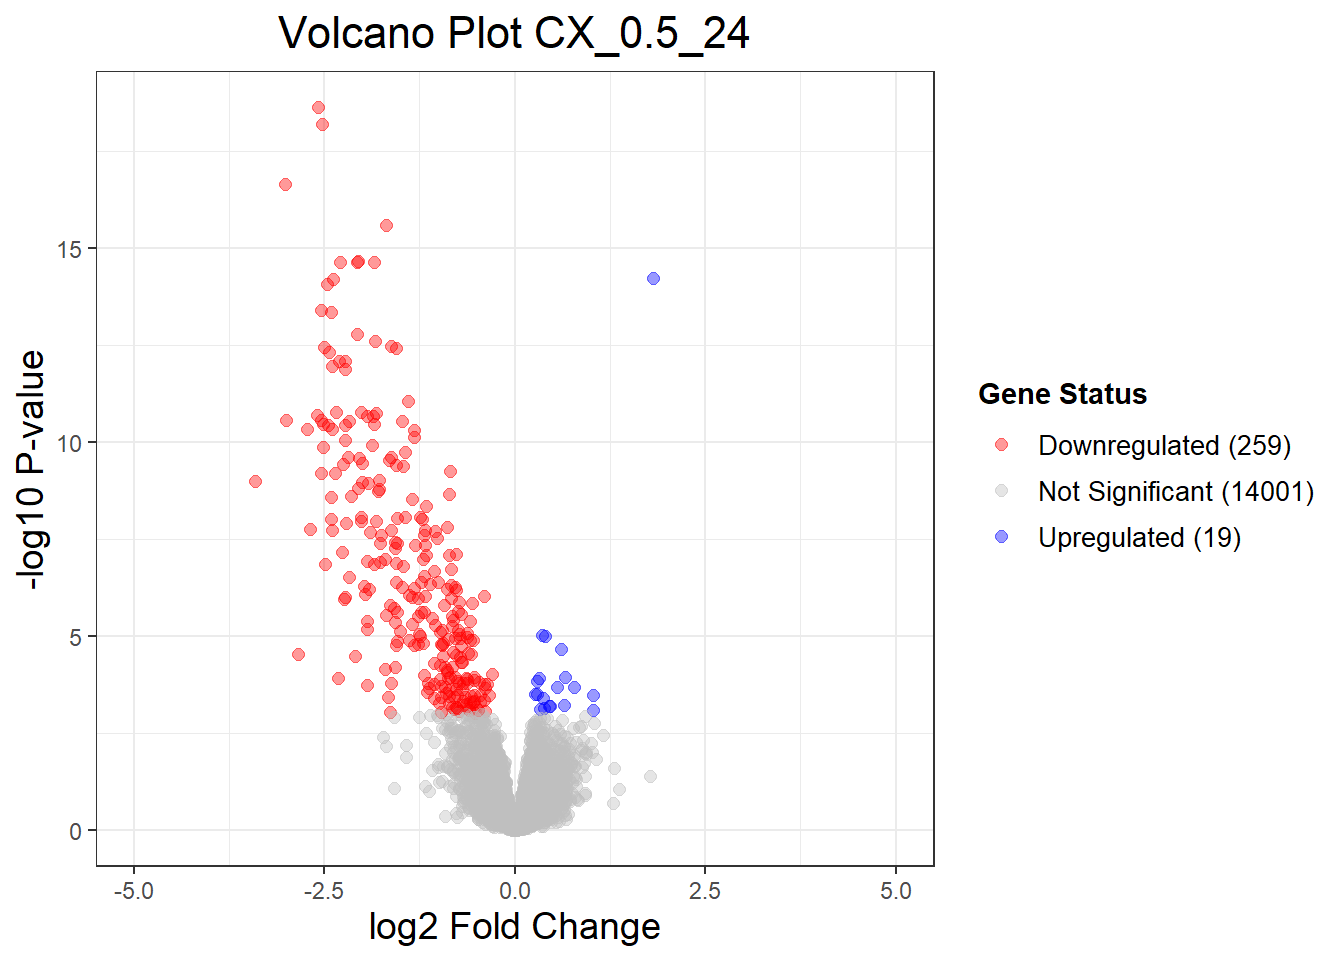 Volcano Plot CX_0.5_24
-log10 P-value
15
10
5
0
-5.0
-2.5
0.0
2.5
5.0
log2 Fold Change
Gene Status
Downregulated (259)
Not Significant (14001)
Upregulated (19)